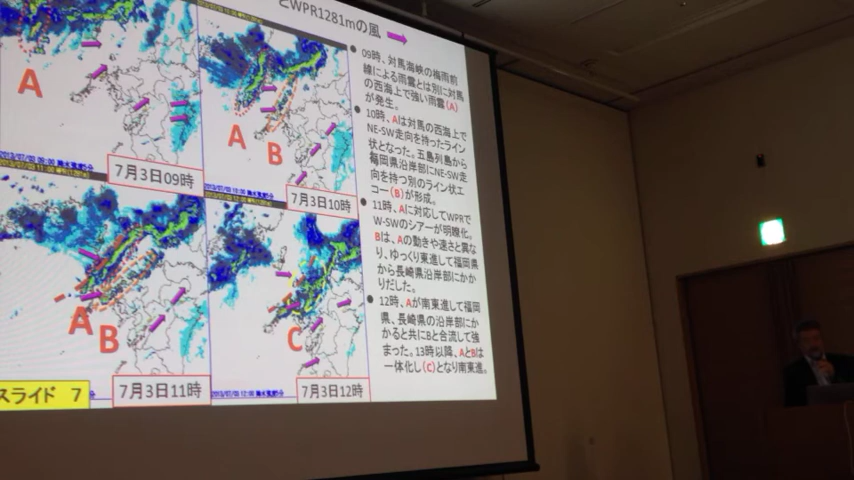 とWPR1281mの風
A
7月3日09時
A
B
7月3日10時
A
B
7月3日11時
C
7月3日12時
スライド 7
09時、対馬海峡の梅雨前
線による雨雲とは別に対馬
の西海上で強い雨雲(A)
が発生。
10時、Aは対馬の西海上で
NE-SW走向を持ったライン
状となった。五島列島から
福岡県沿岸部にNE-SW走
向を持つ別のライン状エ
コー(B)が形成。
11時、Aに対応してWPRで
W-SWのシアーが明瞭化。
Bは、Aの動きや速さと異な
り、ゆっくり東進して福岡県
から長崎県沿岸部にかか
りだした。
12時、Aが南東進して福岡
県、長崎県の沿岸部にか
かると共にBと合流して強
まった。13時以降、AとBは
一体化し(C)となり南東進。